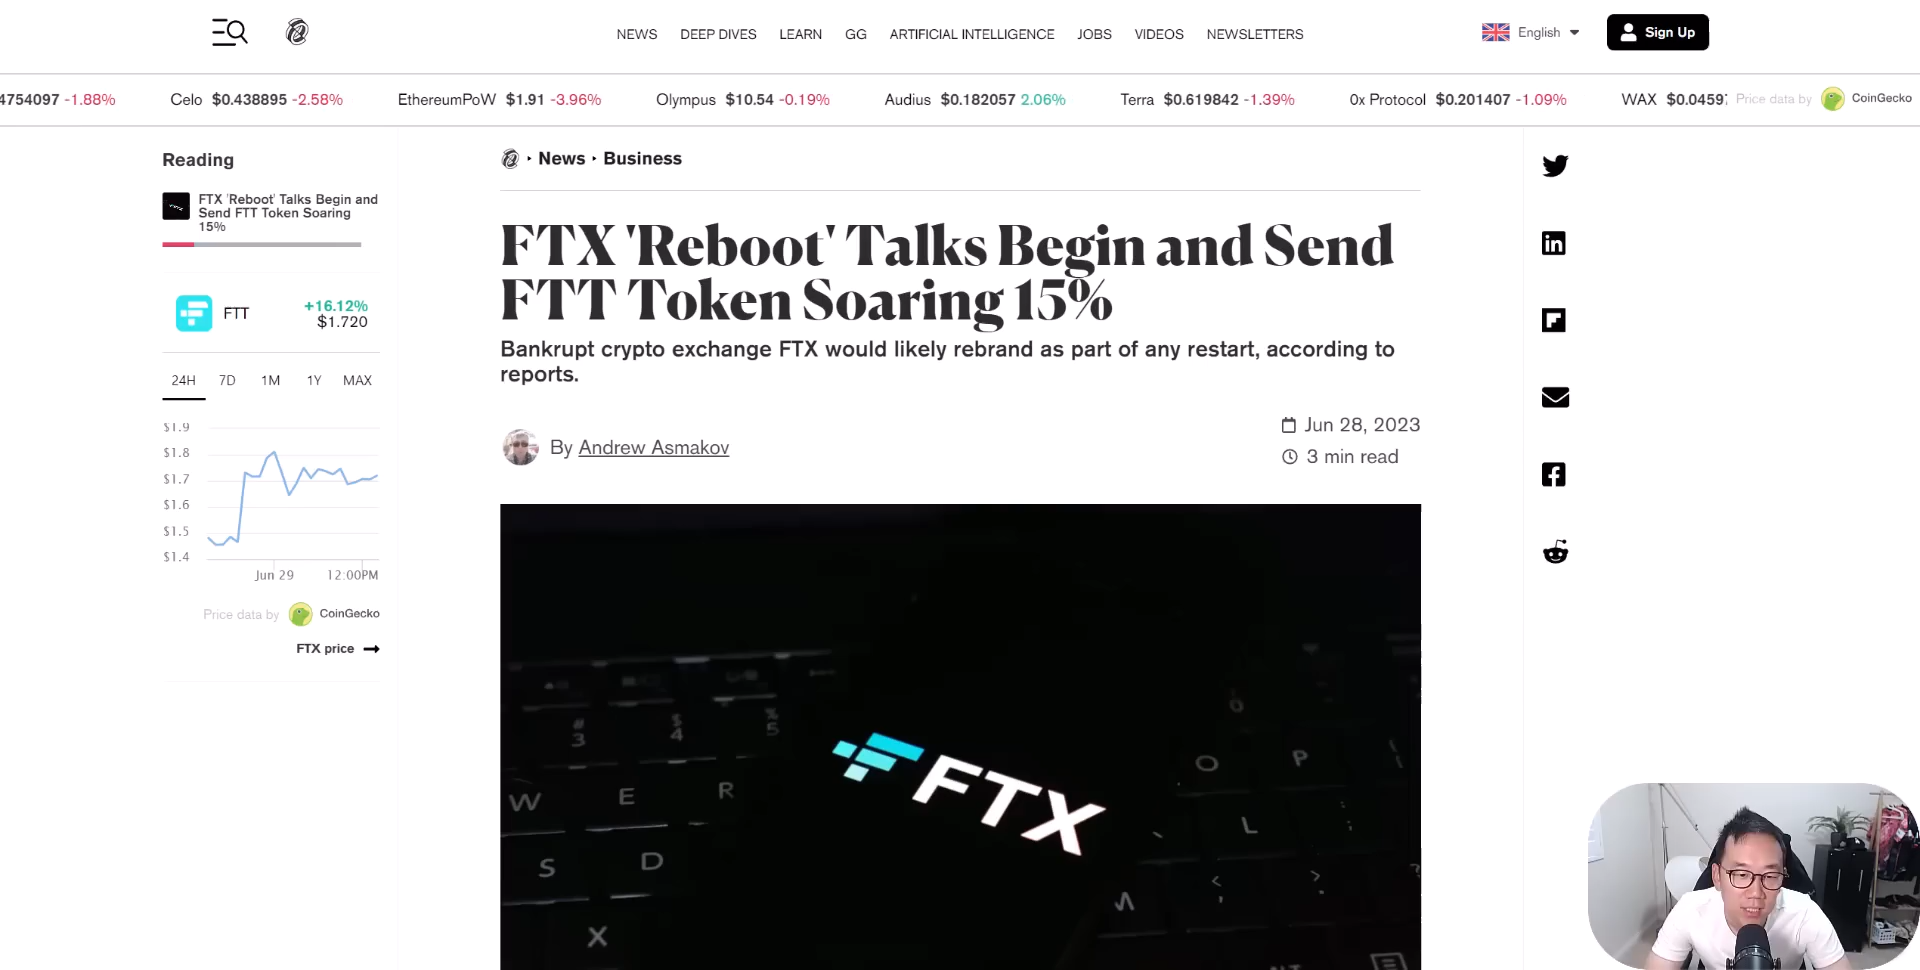 NEWS DEEP DIVES LEARN GG ARTIFICIAL INTELLIGENCE JOBS VIDEOS NEWSLETTERS
English
Sign Up
4754097 -1.88% Celo $0.438895 -2.58% EthereumPoW $1.91 -3.96% Olympus $10.54 -0.19% Audius $0.182057 2.06% Terra $0.619842 -1.39% 0x Protocol $0.201407 -1.09% WAX $0.0459 Price data by CoinGecko
Reading
FTX 'Reboot' Talks Begin and
Send FTT Token Soaring
15%
FTT
+16.12%
$1.720
24H 7D 1M 1Y MAX
$1.9
$1.8
$1.7
$1.6
$1.5
$1.4
Jun 29 12:00PM
Price data by CoinGecko
FTX price
News Business
FTX 'Reboot' Talks Begin and Send
FTT Token Soaring 15%
Bankrupt crypto exchange FTX would likely rebrand as part of any restart, according to
reports.
By Andrew Asmakov
Jun 28, 2023
3 min read
FTX
# $
3 4 5
O P
W E R
L
S D
< >
M
X